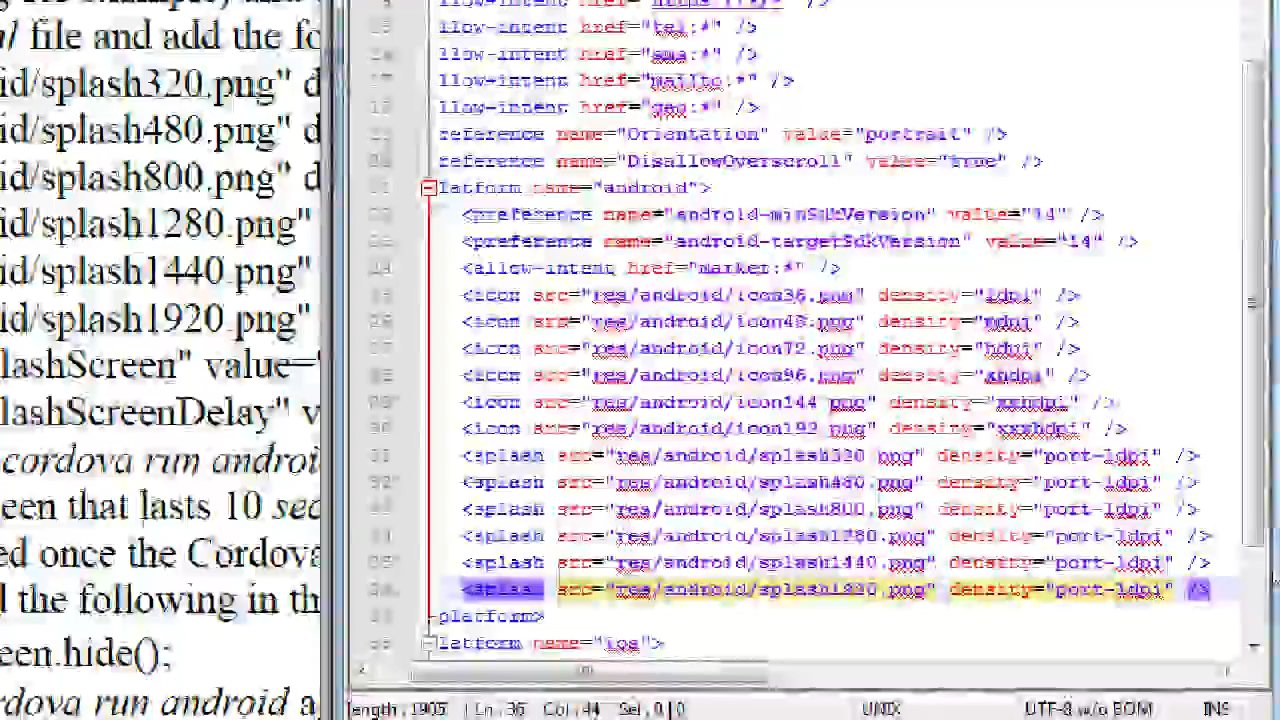 l file and add the fo
id/splash320.png" d
id/splash480.png" d
id/splash800.png" d
id/splash1280.png"
id/splash1440.png"
id/splash1920.png"
lashScreen" value="
lashScreenDelay" v
cordova run androi
een that lasts 10 sec
ed once the Cordova
d the following in th
een.hide();
rdova run android a
llow-intent href="tel:*" />
llow-intent href="sms:*" />
llow-intent href="mailto:*" />
llow-intent href="geo:*" />
reference name="Orientation" value="portrait" />
reference name="DisallowOverscroll" value="true" />
latform name="android">
<preference name="android-minSdkVersion" value="14" />
<preference name="android-targetSdkVersion" value="14" />
<allow-intent href="market:*" />
<icon src="res/android/icon36.png" density="ldpi" />
<icon src="res/android/icon48.png" density="mdpi" />
<icon src="res/android/icon72.png" density="hdpi" />
<icon src="res/android/icon96.png" density="xhdpi" />
<icon src="res/android/icon144.png" density="xxhdpi" />
<icon src="res/android/icon192.png" density="xxxhdpi" />
<splash src="res/android/splash320.png" density="port-ldpi" />
<splash src="res/android/splash480.png" density="port-ldpi" />
<splash src="res/android/splash800.png" density="port-ldpi" />
<splash src="res/android/splash1280.png" density="port-ldpi" />
<splash src="res/android/splash1440.png" density="port-ldpi" />
<splash src="res/android/splash1920.png" density="port-ldpi" />
platform>
latform name="ios">
length:1905 Ln:36 Col:44 Sel:0|0 UNIX UTF-8 w/o BOM INS